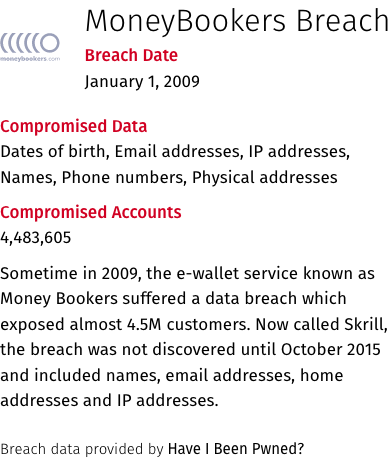 MoneyBookers Breach
moneybookers.com
Breach Date
January 1, 2009
Compromised Data
Dates of birth, Email addresses, IP addresses,
Names, Phone numbers, Physical addresses
Compromised Accounts
4,483,605
Sometime in 2009, the e-wallet service known as
Money Bookers suffered a data breach which
exposed almost 4.5M customers. Now called Skrill,
the breach was not discovered until October 2015
and included names, email addresses, home
addresses and IP addresses.
Breach data provided by Have I Been Pwned?